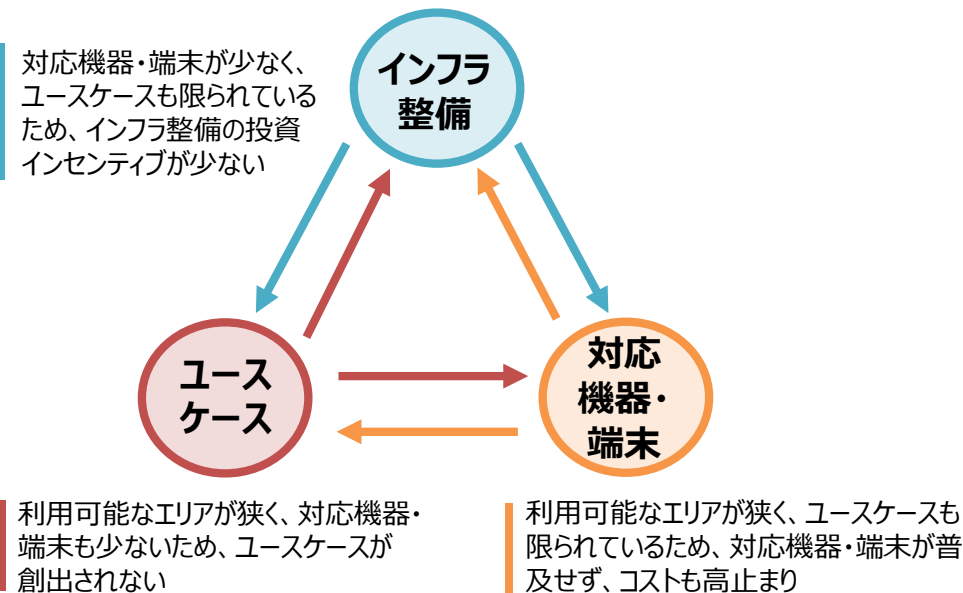 対応機器・端末が少なく、
ユースケースも限られている
ため、インフラ整備の投資
インセンティブが少ない
インフラ
整備
ユース
ケース
対応
機器・
端末
利用可能なエリアが狭く、対応機器・
端末も少ないため、ユースケースが
創出されない
利用可能なエリアが狭く、ユースケースも
限られているため、対応機器・端末が普
及せず、コストも高止まり